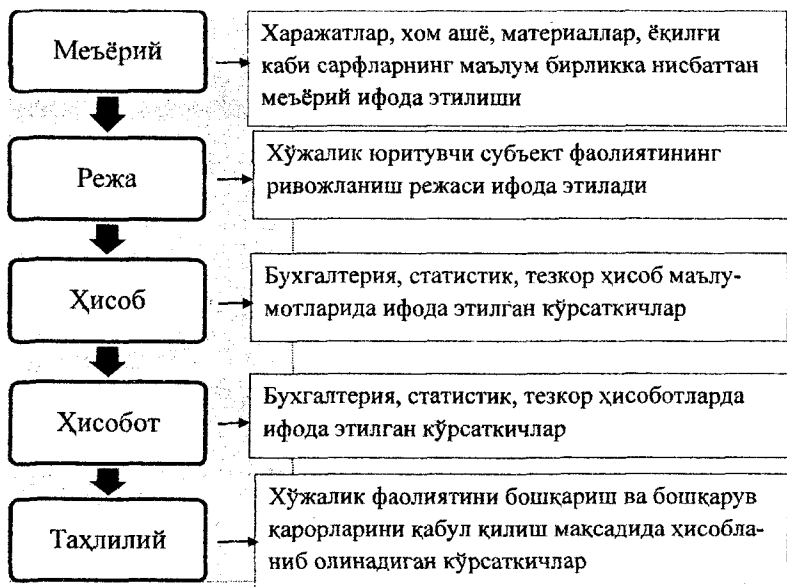 Меъёрий
Харажатлар, хом ашё, материаллар, ёқилғи
каби сарфларнинг маълум бирликка нисбаттан
меъёрий ифода этилиши
Режа
Хўжалик юритувчи субъект фаолиятининг
ривожланиш режаси ифода этилади
Ҳисоб
Бухгалтерия, статистик, тезкор ҳисоб маълу-
мотларида ифода этилган кўрсаткичлар
Ҳисобот
Бухгалтерия, статистик, тезкор ҳисоботларда
ифода этилган кўрсаткичлар
Таҳлилий
Хўжалик фаолиятини бошқариш ва бошқарув
қарорларини қабул қилиш мақсадида ҳисобла-
ниб олинадиган кўрсаткичлар